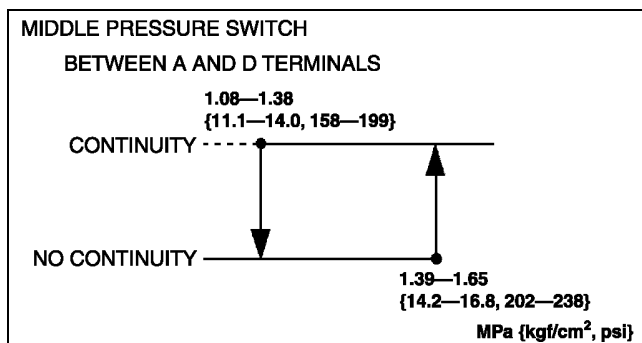 MIDDLE PRESSURE SWITCH
BETWEEN A AND D TERMINALS
1.08—1.38
{11.1—14.0, 158—199}
CONTINUITY
NO CONTINUITY
1.39—1.65
{14.2—16.8, 202—238}
MPa {kgf/cm², psi}